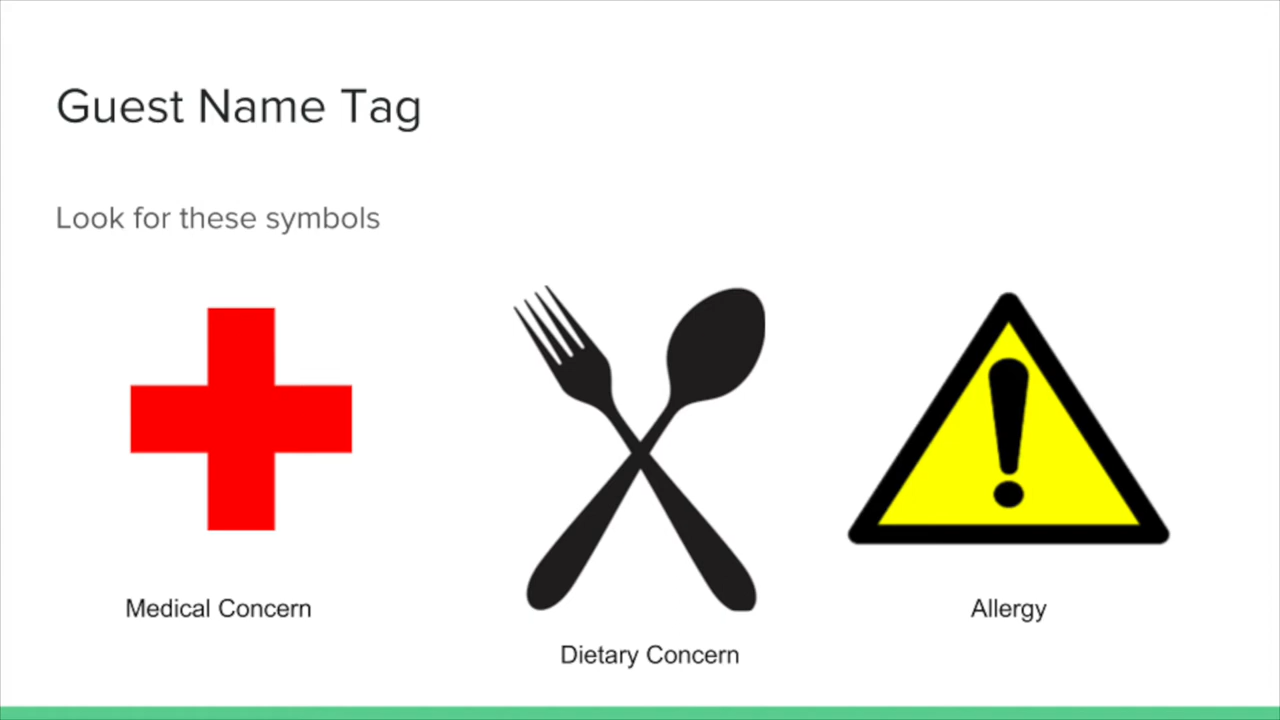 Guest Name Tag
Look for these symbols
Medical Concern
Dietary Concern
Allergy